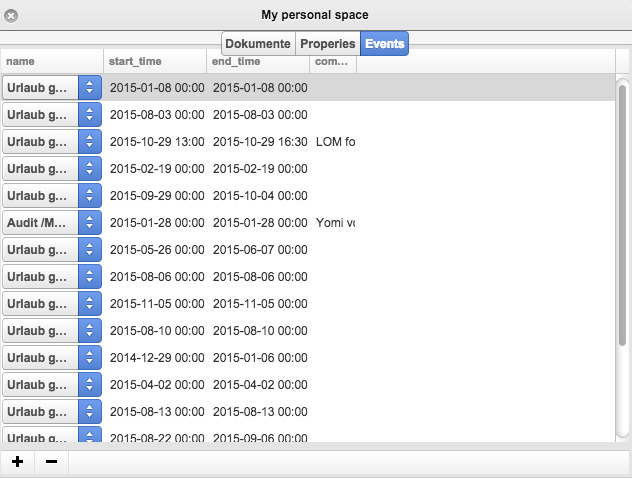 My personal space
Dokumente Properies Events
name start_time end_time com...
Urlaub g... 2015-01-08 00:00 2015-01-08 00:00
Urlaub g... 2015-08-03 00:00 2015-08-03 00:00
Urlaub g... 2015-10-29 13:00 2015-10-29 16:30 LOM fo
Urlaub g... 2015-02-19 00:00 2015-02-19 00:00
Urlaub g... 2015-09-29 00:00 2015-10-04 00:00
Audit /M... 2015-01-28 00:00 2015-01-28 00:00 Yomi vo
Urlaub g... 2015-05-26 00:00 2015-06-07 00:00
Urlaub g... 2015-08-06 00:00 2015-08-06 00:00
Urlaub g... 2015-11-05 00:00 2015-11-05 00:00
Urlaub g... 2015-08-10 00:00 2015-08-10 00:00
Urlaub g... 2014-12-29 00:00 2015-01-06 00:00
Urlaub g... 2015-04-02 00:00 2015-04-02 00:00
Urlaub g... 2015-08-13 00:00 2015-08-13 00:00
Urlaub g... 2015-08-22 00:00 2015-09-06 00:00